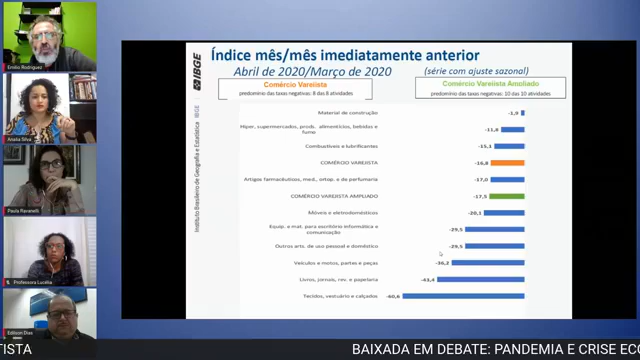 Emilio Rodriguez
Analia Silva
Paula Ravanelli
Professora Lucelia
Edilson Dias
IBGE
Instituto Brasileiro de Geografia e Estatística IBGE
Índice mês/mês imediatamente anterior
Abril de 2020/Março de 2020 (série com ajuste sazonal)
Comércio Varejista
predomínio das taxas negativas: 8 das 8 atividades
Comércio Varejista Ampliado
predomínio das taxas negativas: 10 das 10 atividades
Material de construção -1,9
Hiper, supermercados, prods. alimentícios, bebidas e fumo -11,8
Combustíveis e lubrificantes -15,1
COMÉRCIO VAREJISTA -16,8
Artigos farmacêuticos, med., ortop. e de perfumaria -17,0
COMÉRCIO VAREJISTA AMPLIADO -17,5
Móveis e eletrodomésticos -20,1
Equip. e mat. para escritório informática e comunicação -29,5
Outros arts. de uso pessoal e doméstico -29,5
Veículos e motos, partes e peças -36,2
Livros, jornais, rev. e papelaria -43,4
Tecidos, vestuário e calçados -60,6
TISTA BAIXADA EM DEBATE: PANDEMIA E CRISE ECO